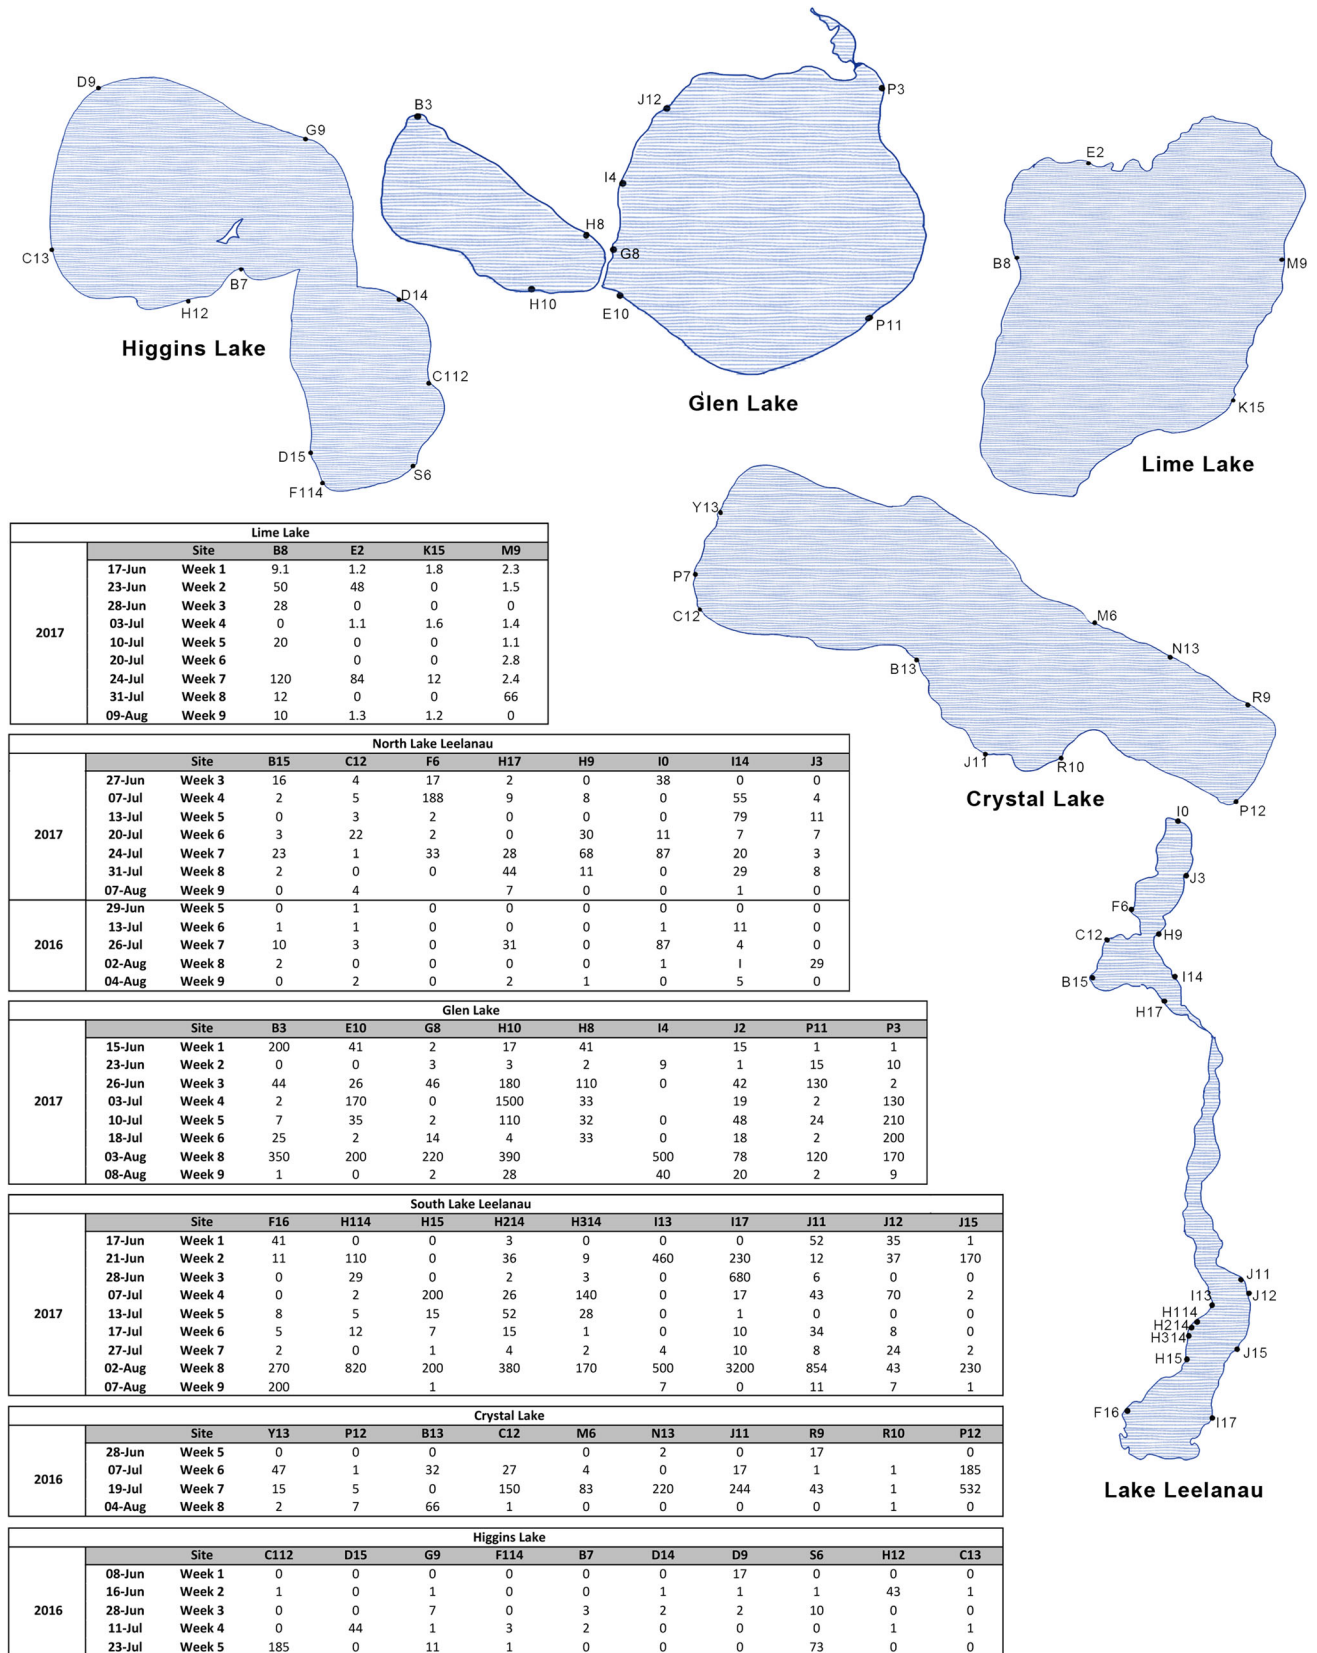 D9
G9
C13
B7
H12
D14
C112
D15
F114
S6
Higgins Lake
B3
J12
P3
I4
H8
G8
H10
E10
P11
Glen Lake
E2
B8
M9
K15
Lime Lake
Y13
P7
C12
M6
N13
B13
R9
J11
R10
P12
Crystal Lake
I0
J3
F6
C12
H9
B15
I14
H17
J11
I13
J12
H114
H214
H314
H15
J15
F16
I17
Lake Leelanau
Lime Lake
Site B8 E2 K15 M9
2017
17-Jun Week 1 9.1 1.2 1.8 2.3
23-Jun Week 2 50 48 0 1.5
28-Jun Week 3 28 0 0 0
03-Jul Week 4 0 1.1 1.6 1.4
10-Jul Week 5 20 0 0 1.1
20-Jul Week 6 0 0 2.8
24-Jul Week 7 120 84 12 2.4
31-Jul Week 8 12 0 0 66
09-Aug Week 9 10 1.3 1.2 0
North Lake Leelanau
Site B15 C12 F6 H17 H9 I0 I14 J3
2017
27-Jun Week 3 16 4 17 2 0 38 0 0
07-Jul Week 4 2 5 188 9 8 0 55 4
13-Jul Week 5 0 3 2 0 0 0 79 11
20-Jul Week 6 3 22 2 0 30 11 7 7
24-Jul Week 7 23 1 33 28 68 87 20 3
31-Jul Week 8 2 0 0 44 11 0 29 8
07-Aug Week 9 0 4 7 0 0 1 0
2016
29-Jun Week 5 0 1 0 0 0 0 0 0
13-Jul Week 6 1 1 0 0 0 1 11
26-Jul Week 7 10 3 0 31 0 87 4 0
02-Aug Week 8 2 0 0 0 0 1 I 29
04-Aug Week 9 0 2 0 2 1 0 5 0
Glen Lake
Site B3 E10 G8 H10 H8 I4 J2 P11 P3
2017
15-Jun Week 1 200 41 2 17 41 15 1 1
23-Jun Week 2 0 0 3 3 2 9 1 15 10
26-Jun Week 3 44 26 46 180 110 0 42 130 2
03-Jul Week 4 2 170 0 1500 33 19 2 130
10-Jul Week 5 7 35 2 110 32 0 48 24 210
18-Jul Week 6 25 2 14 4 33 0 18 2 200
03-Aug Week 8 350 200 220 390 500 78 120 170
08-Aug Week 9 1 0 2 28 40 20 2 9
South Lake Leelanau
Site F16 H114 H15 H214 H314 I13 I17 J11 J12 J15
2017
17-Jun Week 1 41 0 0 3 0 0 0 52 35 1
21-Jun Week 2 11 110 0 36 9 460 230 12 37 170
28-Jun Week 3 0 29 0 2 3 0 680 6 0 0
07-Jul Week 4 0 2 200 26 140 0 17 43 70 2
13-Jul Week 5 8 5 15 52 28 0 1 0 0 0
17-Jul Week 6 5 12 7 15 1 0 10 34 8 0
27-Jul Week 7 2 0 1 4 2 4 10 8 24 2
02-Aug Week 8 270 820 200 380 170 500 3200 854 43 230
07-Aug Week 9 200 1 7 0 11 7 1
Crystal Lake
Site Y13 P12 B13 C12 M6 N13 J11 R9 R10 P12
2016
28-Jun Week 5 0 0 0 0 0 2 0 17 0
07-Jul Week 6 47 1 32 27 4 0 17 1 1 185
19-Jul Week 7 15 5 0 150 83 220 244 43 1 532
04-Aug Week 8 2 7 66 1 0 0 0 0 1 0
Higgins Lake
Site C112 D15 G9 F114 B7 D14 D9 S6 H12 C13
2016
08-Jun Week 1 0 0 0 0 0 0 17 0 0 0
16-Jun Week 2 1 0 1 0 0 1 1 1 43 1
28-Jun Week 3 0 0 7 0 3 2 2 10 0 0
11-Jul Week 4 0 44 1 3 2 0 0 0 1 1
23-Jul Week 5 185 0 11 1 0 0 0 73 0 0